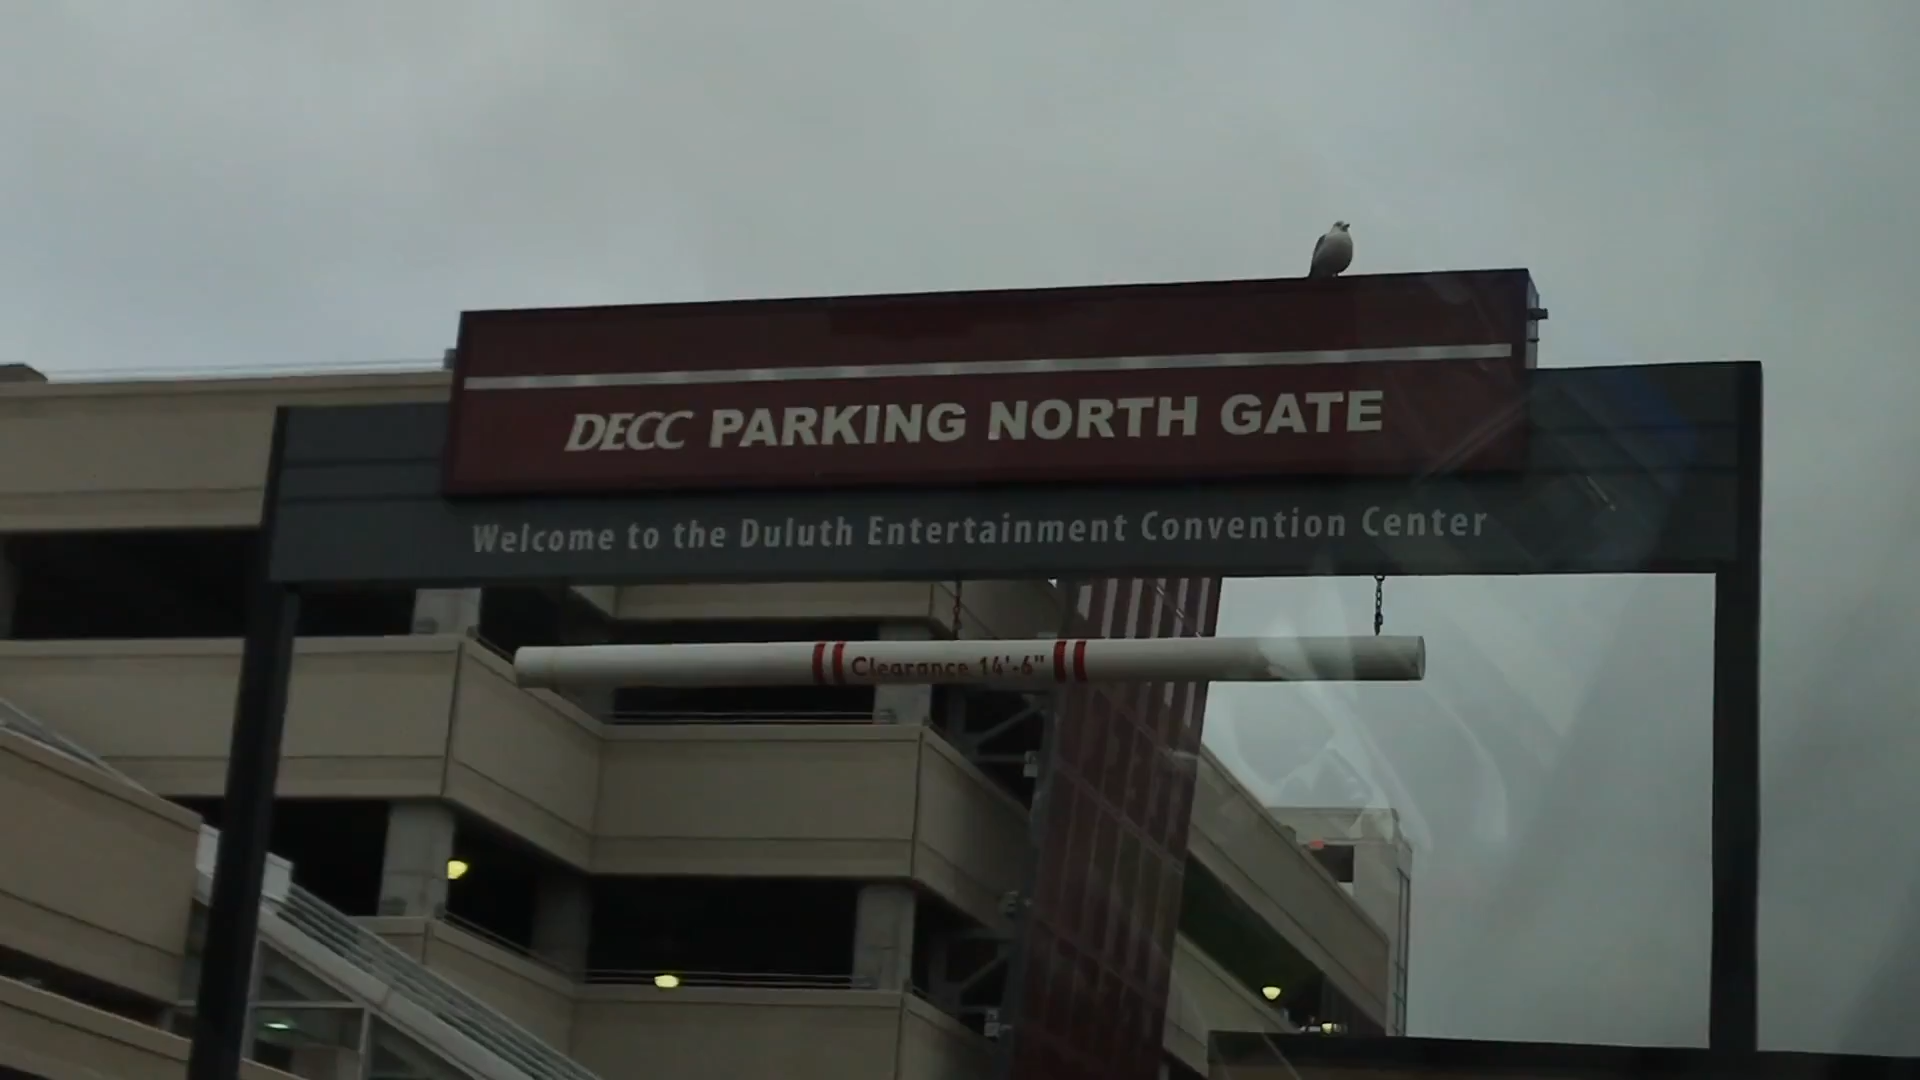 DECC PARKING NORTH GATE
Welcome to the Duluth Entertainment Convention Center
Clearance 14'-6"